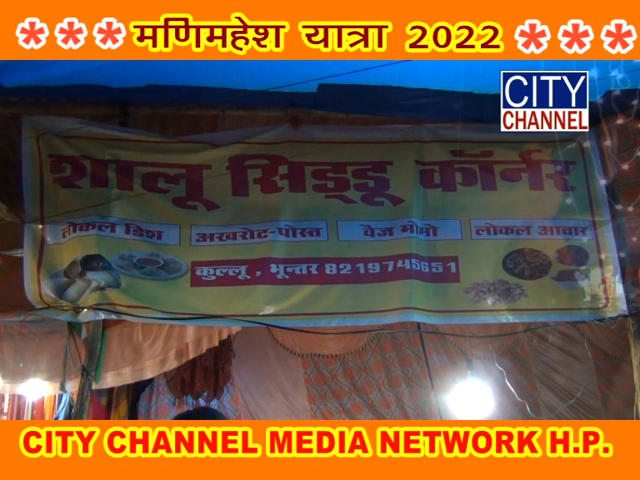 *** मणिमहेश यात्रा 2022 ***
CITY
CHANNEL
शालू सिड्डू कॉर्नर
लोकल डिश अखरोट-पोस्त वैज मोमो लोकल आचार
कुल्लू , भून्तर 8219745651
CITY CHANNEL MEDIA NETWORK H.P.